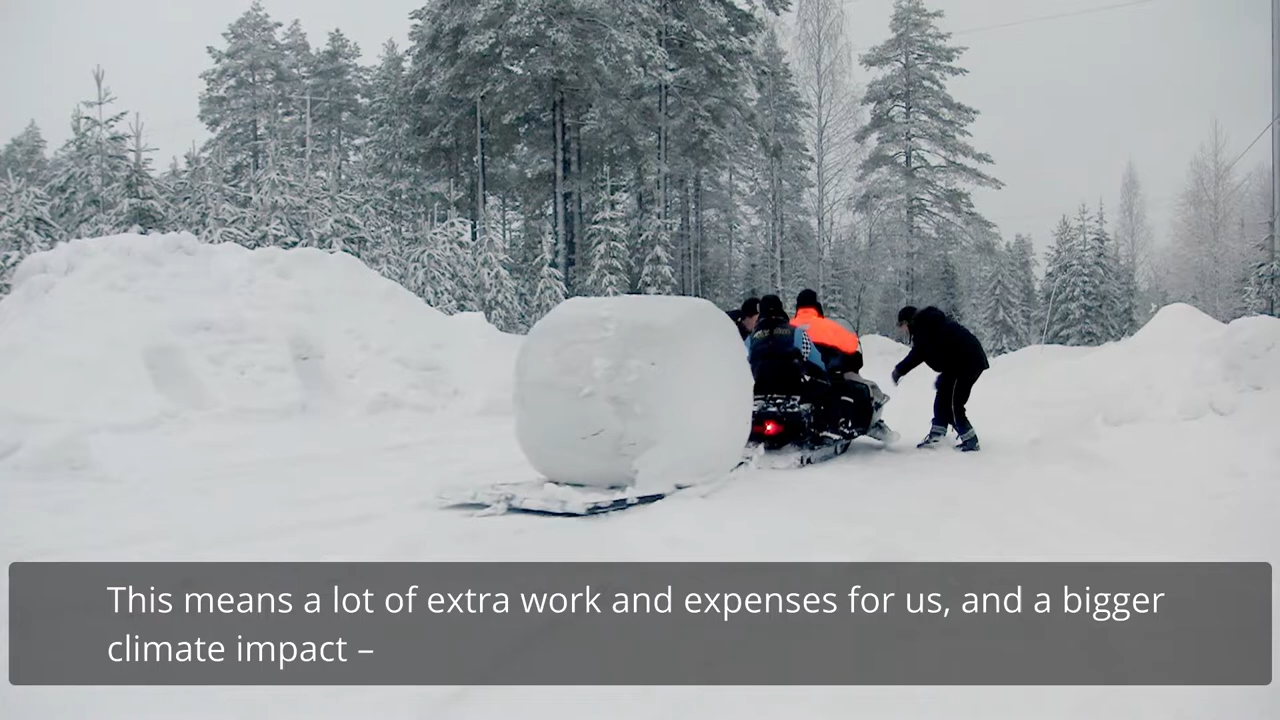 This means a lot of extra work and expenses for us, and a bigger
climate impact –